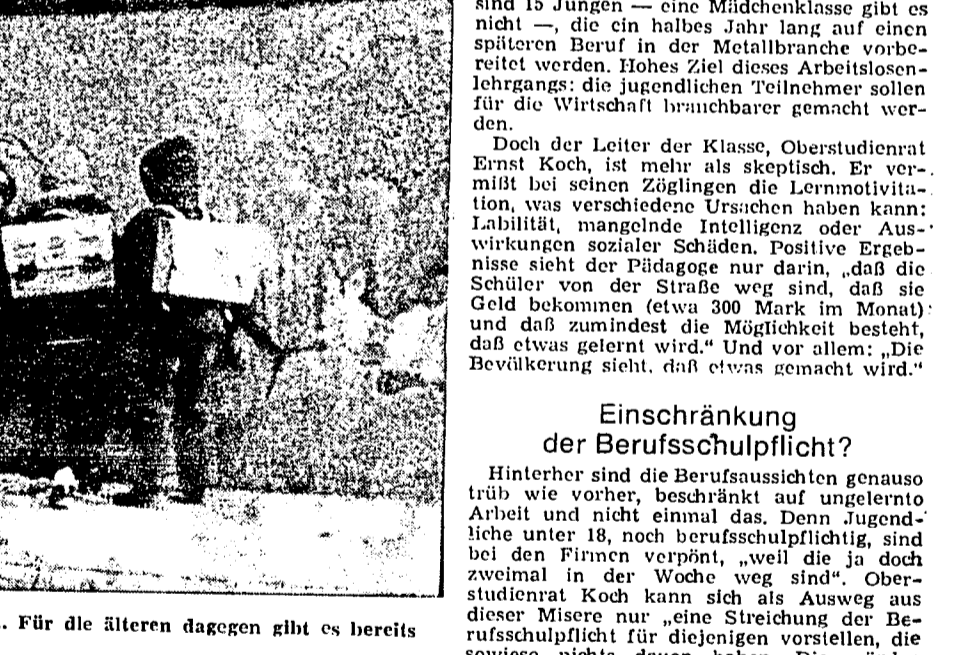 sind 15 Jungen — eine Mädchenklasse gibt es
nicht —, die ein halbes Jahr lang auf einen
späteren Beruf in der Metallbranche vorbe-
reitet werden. Hohes Ziel dieses Arbeitslosen-
lehrgangs: die jugendlichen Teilnehmer sollen
für die Wirtschaft brauchbarer gemacht wer-
den.
Doch der Leiter der Klasse, Oberstudienrat
Ernst Koch, ist mehr als skeptisch. Er ver-
mißt bei seinen Zöglingen die Lernmotivita-
tion, was verschiedene Ursachen haben kann:
Labilität, mangelnde Intelligenz oder Aus-
wirkungen sozialer Schäden. Positive Ergeb-
nisse sieht der Pädagoge nur darin, „daß die
Schüler von der Straße weg sind, daß sie
Geld bekommen (etwa 300 Mark im Monat)
und daß zumindest die Möglichkeit besteht,
daß etwas gelernt wird.“ Und vor allem: „Die
Bevölkerung sieht, daß etwas gemacht wird.“
Einschränkung
der Berufsschulpflicht?
Hinterher sind die Berufsaussichten genauso
trüb wie vorher, beschränkt auf ungelernte
Arbeit und nicht einmal das. Denn Jugend-
liche unter 18, noch berufsschulpflichtig, sind
bei den Firmen verpönt, „weil die ja doch
zweimal in der Woche weg sind“. Ober-
studienrat Koch kann sich als Ausweg aus
dieser Misere nur „eine Streichung der Be-
rufsschulpflicht für diejenigen vorstellen, die
.. Für die älteren dagegen gibt es bereits